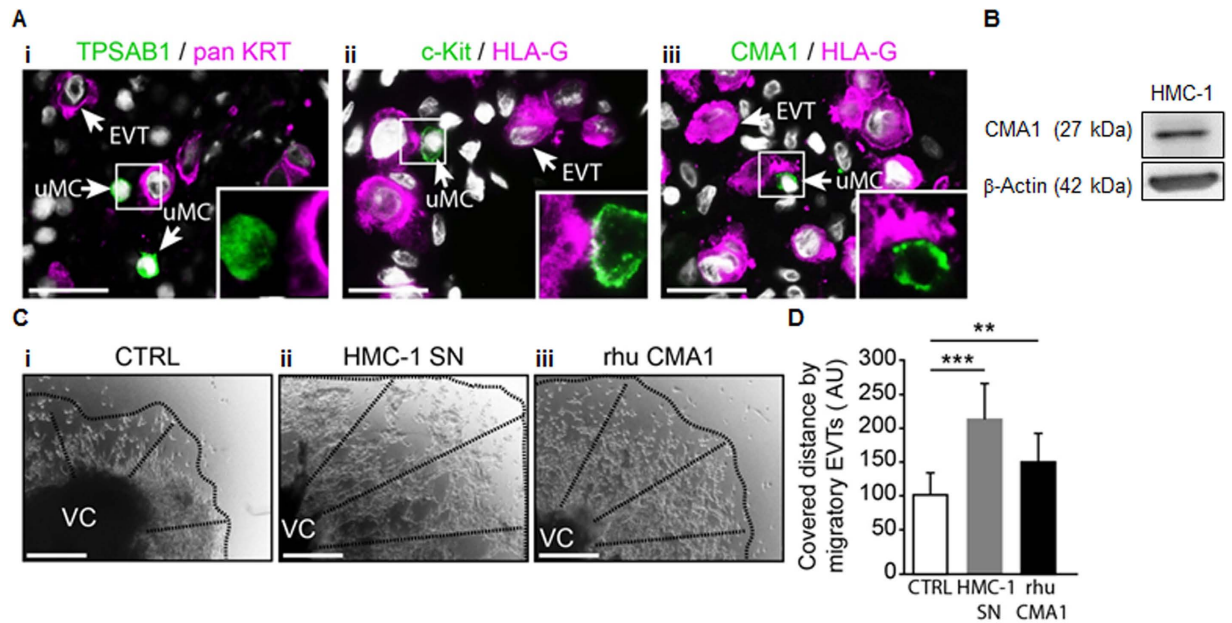 A
i
TPSAB1 / pan KRT
EVT
uMC
uMC
ii
c-Kit / HLA-G
EVT
uMC
iii
CMA1 / HLA-G
EVT
uMC
B
HMC-1
CMA1 (27 kDa)
β-Actin (42 kDa)
C
i
CTRL
VC
ii
HMC-1 SN
VC
iii
rhu CMA1
VC
D
Covered distance by
migratory EVTs ( AU)
300
250
200
150
100
50
0
**
***
CTRL
HMC-1
SN
rhu
CMA1